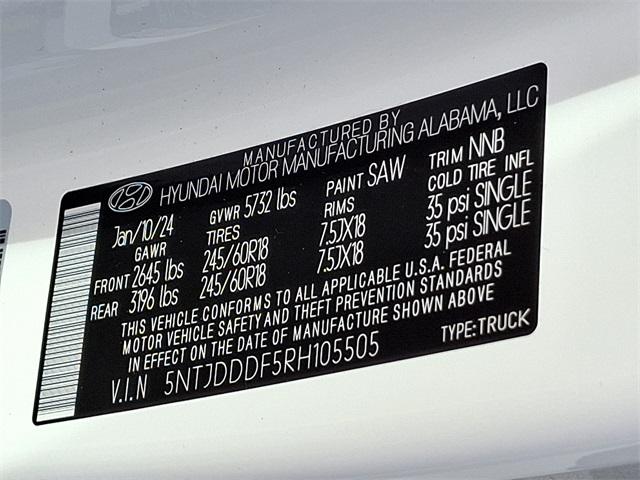 MANUFACTURED BY
HYUNDAI MOTOR MANUFACTURING ALABAMA, LLC
Jan/10/24 GVWR 5732 lbs PAINT SAW TRIM NNB
GAWR TIRES RIMS COLD TIRE INFL
FRONT 2645 lbs 245/60R18 7.5JX18 35 psi SINGLE
REAR 3196 lbs 245/60R18 7.5JX18 35 psi SINGLE
THIS VEHICLE CONFORMS TO ALL APPLICABLE U.S.A. FEDERAL
MOTOR VEHICLE SAFETY AND THEFT PREVENTION STANDARDS
IN EFFECT ON THE DATE OF MANUFACTURE SHOWN ABOVE
V.I.N 5NTJDDDF5RH105505 TYPE:TRUCK